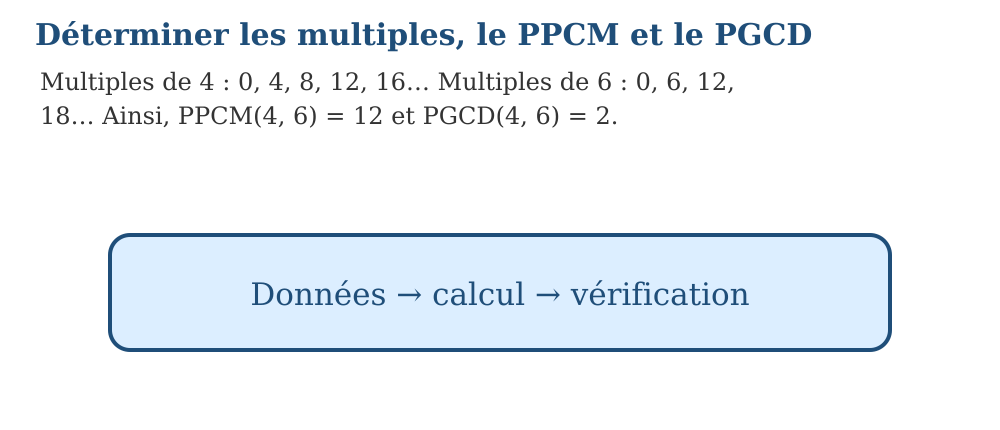 Déterminer les multiples, le PPCM et le PGCD
Multiples de 4 : 0, 4, 8, 12, 16… Multiples de 6 : 0, 6, 12,
18… Ainsi, PPCM(4, 6) = 12 et PGCD(4, 6) = 2.
Données → calcul → vérification